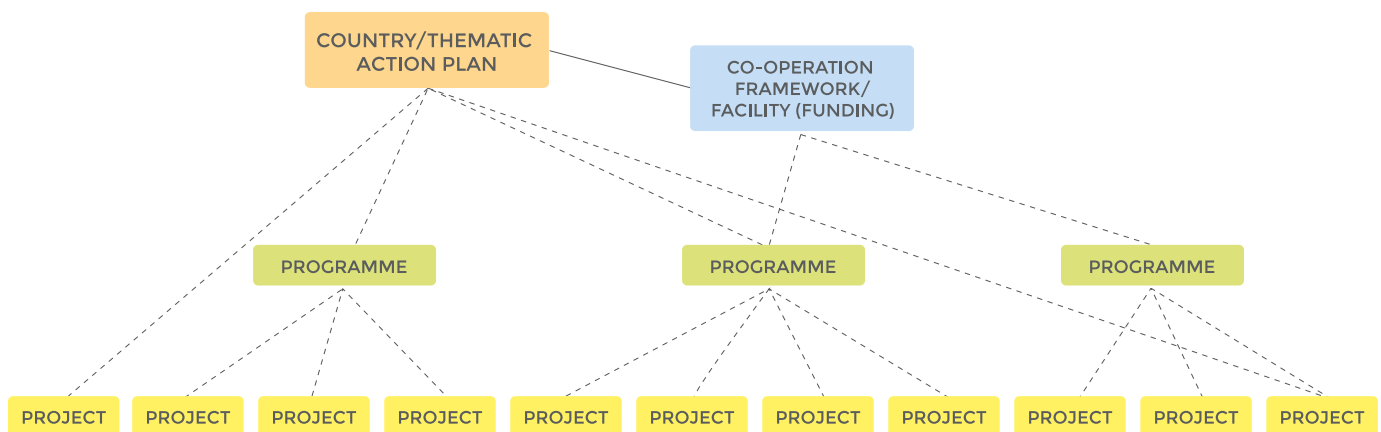 COUNTRY/THEMATIC
ACTION PLAN
CO-OPERATION
FRAMEWORK/
FACILITY (FUNDING)
PROGRAMME
PROGRAMME
PROGRAMME
PROJECT
PROJECT
PROJECT
PROJECT
PROJECT
PROJECT
PROJECT
PROJECT
PROJECT
PROJECT
PROJECT